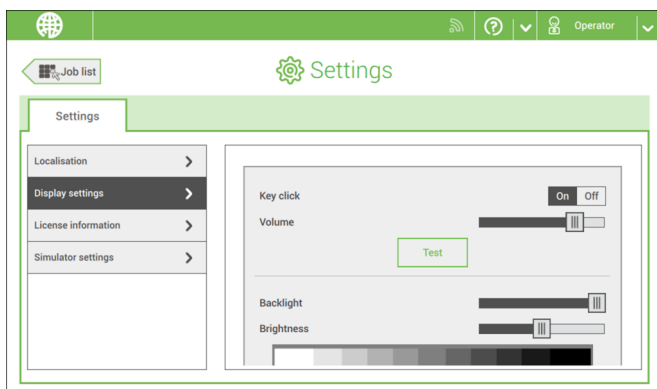 Operator
Job list
Settings
Settings
Localisation
Display settings
License information
Simulator settings
Key click
On Off
Volume
Test
Backlight
Brightness